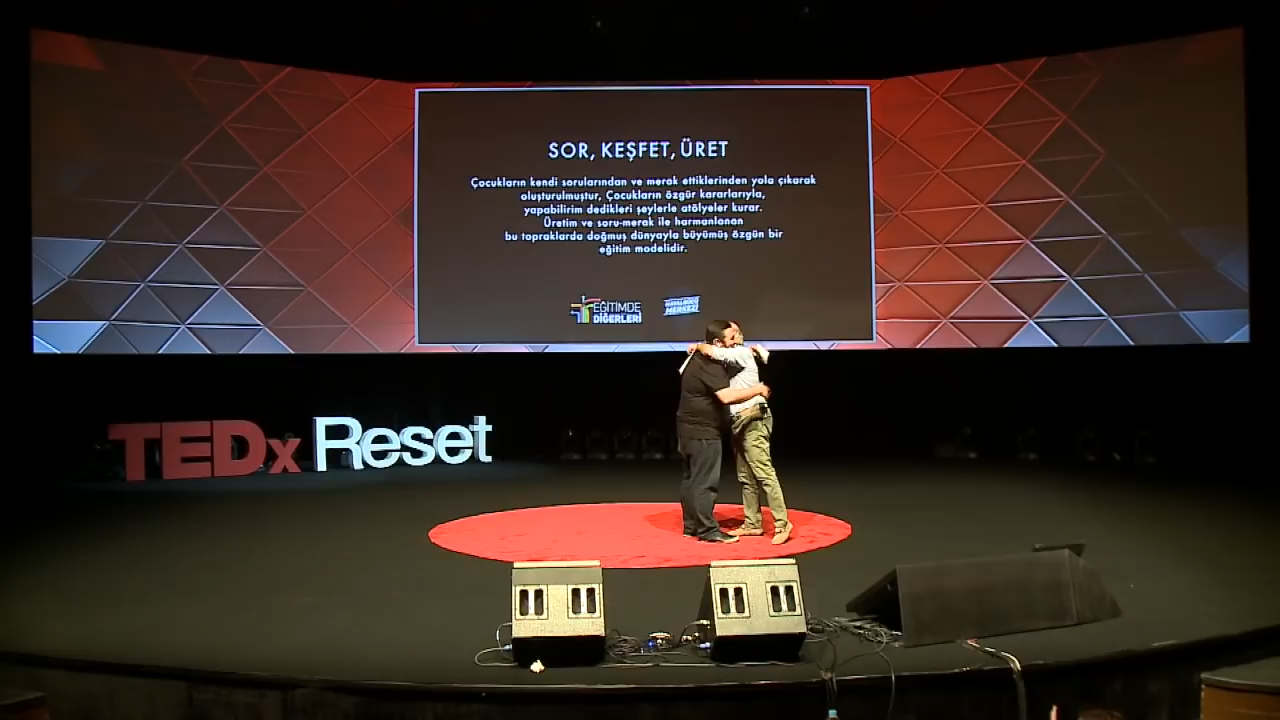 SOR, KEŞFET, ÜRET
Çocukların kendi sorularından ve merak ettiklerinden yola çıkarak
oluşturulmuştur, Çocukların özgür kararlarıyla,
yapabilirim dedikleri şeylerle atölyeler kurar.
Üretim ve soru-merak ile harmanlanan
bu topraklarda doğmuş dünyayla büyümüş özgün bir
eğitim modelidir.
EĞİTİMDE
DİĞERLERİ
MERKEZİ
TEDx Reset